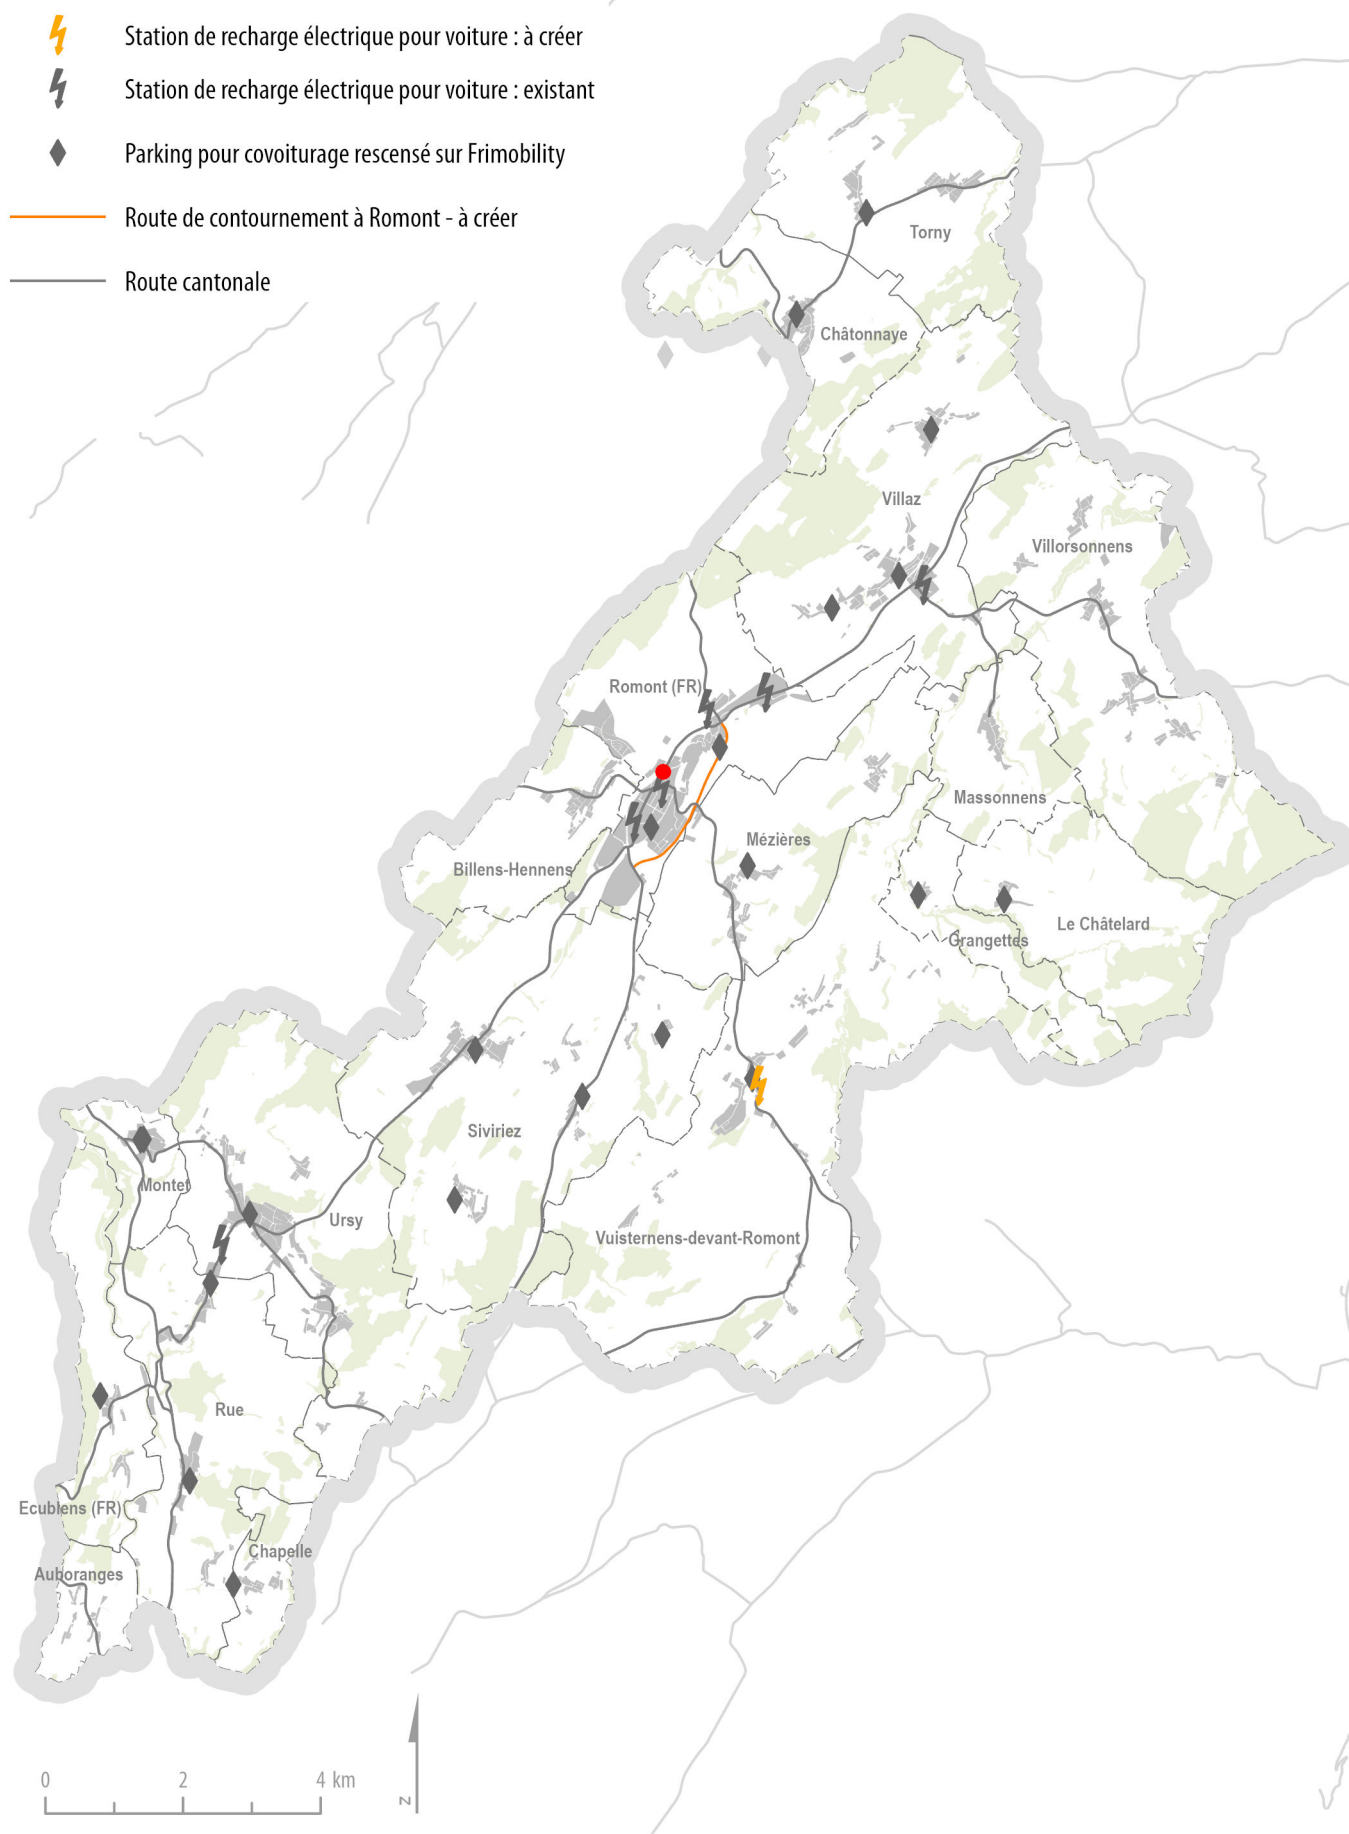 Station de recharge électrique pour voiture : à créer
Station de recharge électrique pour voiture : existant
Parking pour covoiturage rescensé sur Frimobility
Route de contournement à Romont - à créer
Route cantonale
Torny
Châtonnaye
Villaz
Villorsonnens
Romont (FR)
Massonnens
Mézières
Billens-Hennens
Le Châtelard
Grangettes
Siviriez
Montet
Ursy
Vuisternens-devant-Romont
Rue
Ecublens (FR)
Chapelle
Auboranges
0 2 4 km
N